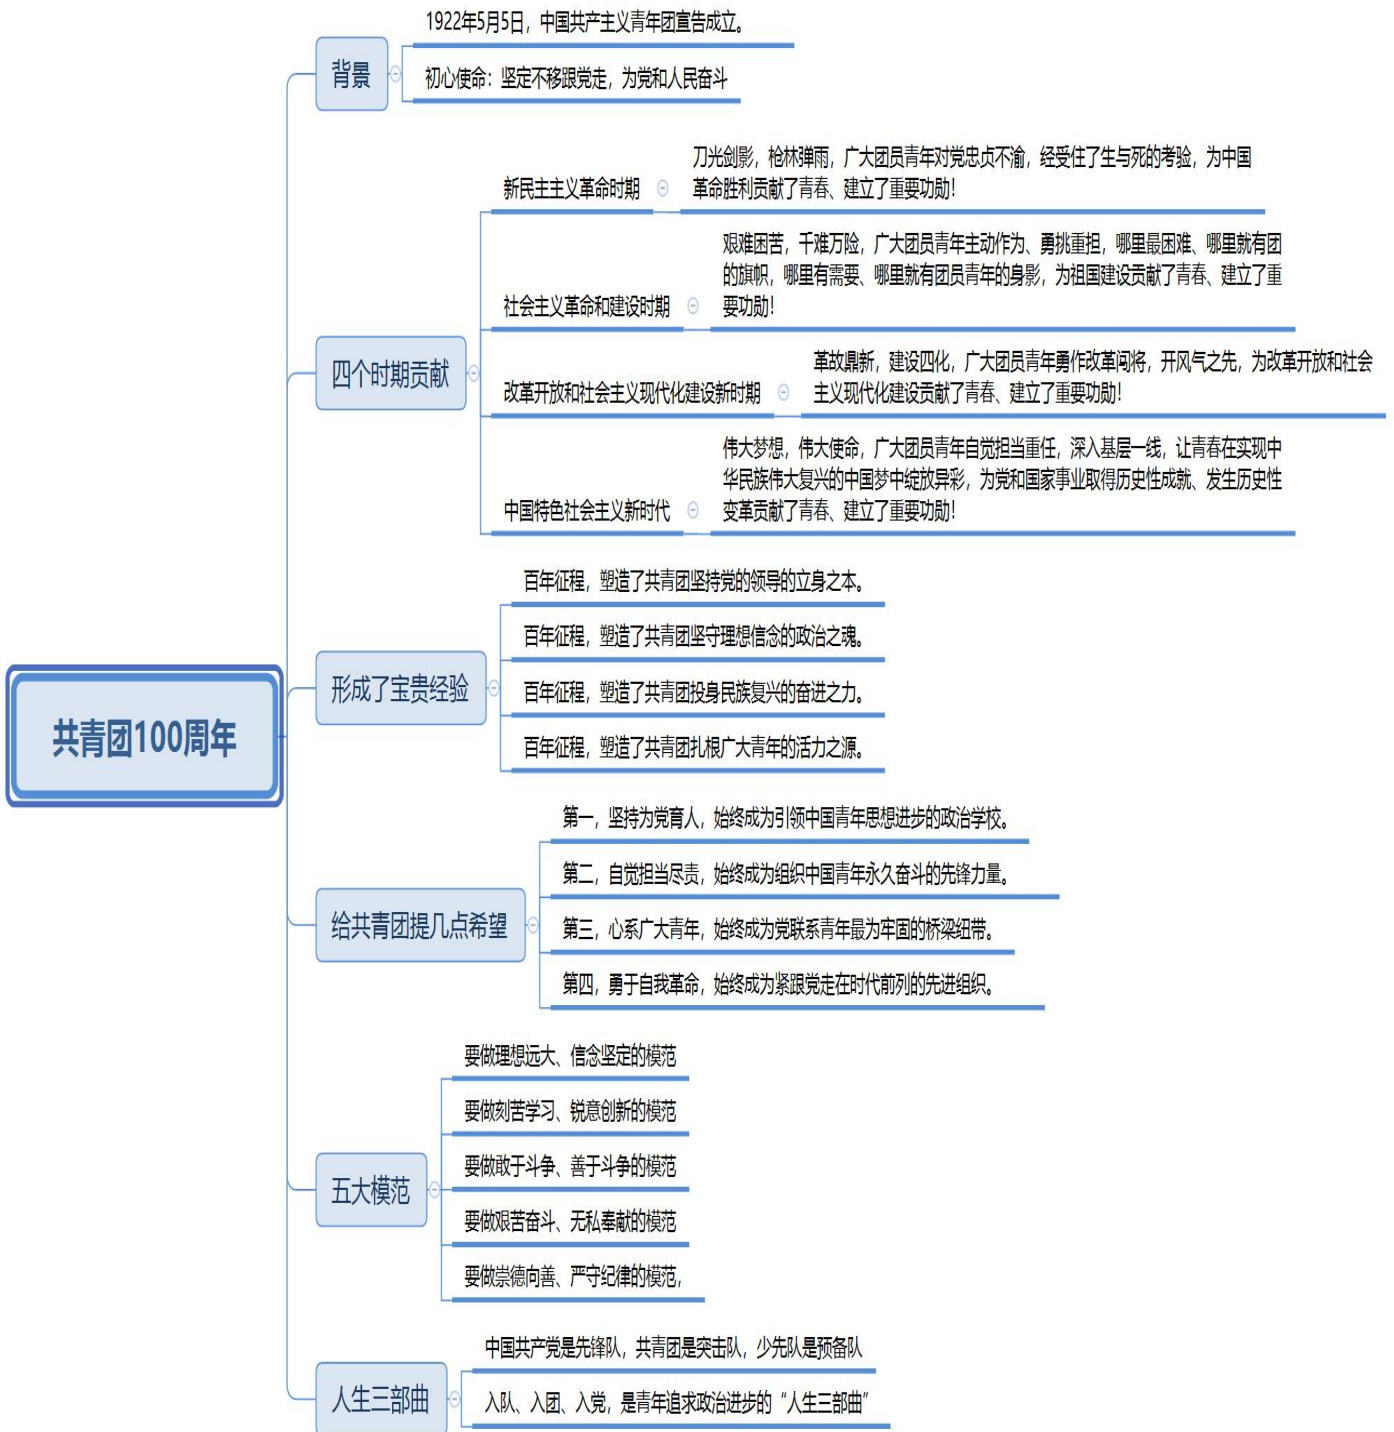 共青团100周年
背景
1922年5月5日，中国共产主义青年团宣告成立。
初心使命：坚定不移跟党走，为党和人民奋斗
四个时期贡献
新民主主义革命时期
刀光剑影，枪林弹雨，广大团员青年对党忠贞不渝，经受住了生与死的考验，为中国
革命胜利贡献了青春、建立了重要功勋！
社会主义革命和建设时期
艰难困苦，千难万险，广大团员青年主动作为、勇挑重担，哪里最困难、哪里就有团
的旗帜，哪里有需要、哪里就有团员青年的身影，为祖国建设贡献了青春、建立了重
要功勋！
改革开放和社会主义现代化建设新时期
革故鼎新，建设四化，广大团员青年勇作改革闯将，开风气之先，为改革开放和社会
主义现代化建设贡献了青春、建立了重要功勋！
中国特色社会主义新时代
伟大梦想，伟大使命，广大团员青年自觉担当重任，深入基层一线，让青春在实现中
华民族伟大复兴的中国梦中绽放异彩，为党和国家事业取得历史性成就、发生历史性
变革贡献了青春、建立了重要功勋！
形成了宝贵经验
百年征程，塑造了共青团坚持党的领导的立身之本。
百年征程，塑造了共青团坚守理想信念的政治之魂。
百年征程，塑造了共青团投身民族复兴的奋进之力。
百年征程，塑造了共青团扎根广大青年的活力之源。
给共青团提几点希望
第一，坚持为党育人，始终成为引领中国青年思想进步的政治学校。
第二，自觉担当尽责，始终成为组织中国青年永久奋斗的先锋力量。
第三，心系广大青年，始终成为党联系青年最为牢固的桥梁纽带。
第四，勇于自我革命，始终成为紧跟党走在时代前列的先进组织。
五大模范
要做理想远大、信念坚定的模范
要做刻苦学习、锐意创新的模范
要做敢于斗争、善于斗争的模范
要做艰苦奋斗、无私奉献的模范
要做崇德向善、严守纪律的模范，
人生三部曲
中国共产党是先锋队，共青团是突击队，少先队是预备队
入队、入团、入党，是青年追求政治进步的“人生三部曲”